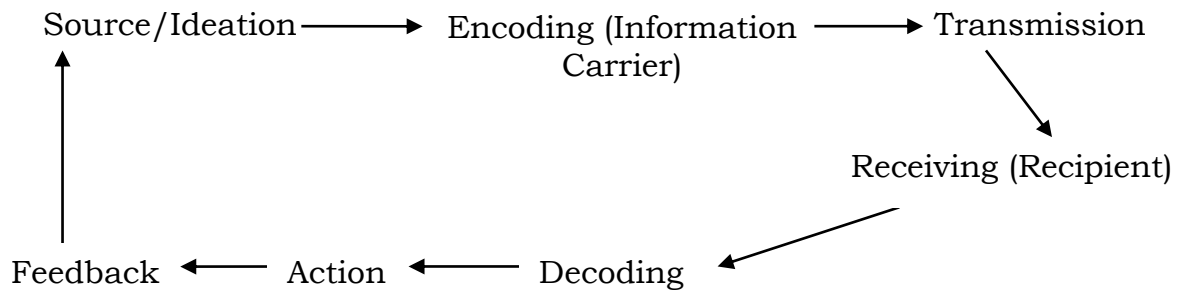 Source/Ideation
Encoding (Information
Carrier)
Transmission
Receiving (Recipient)
Decoding
Action
Feedback